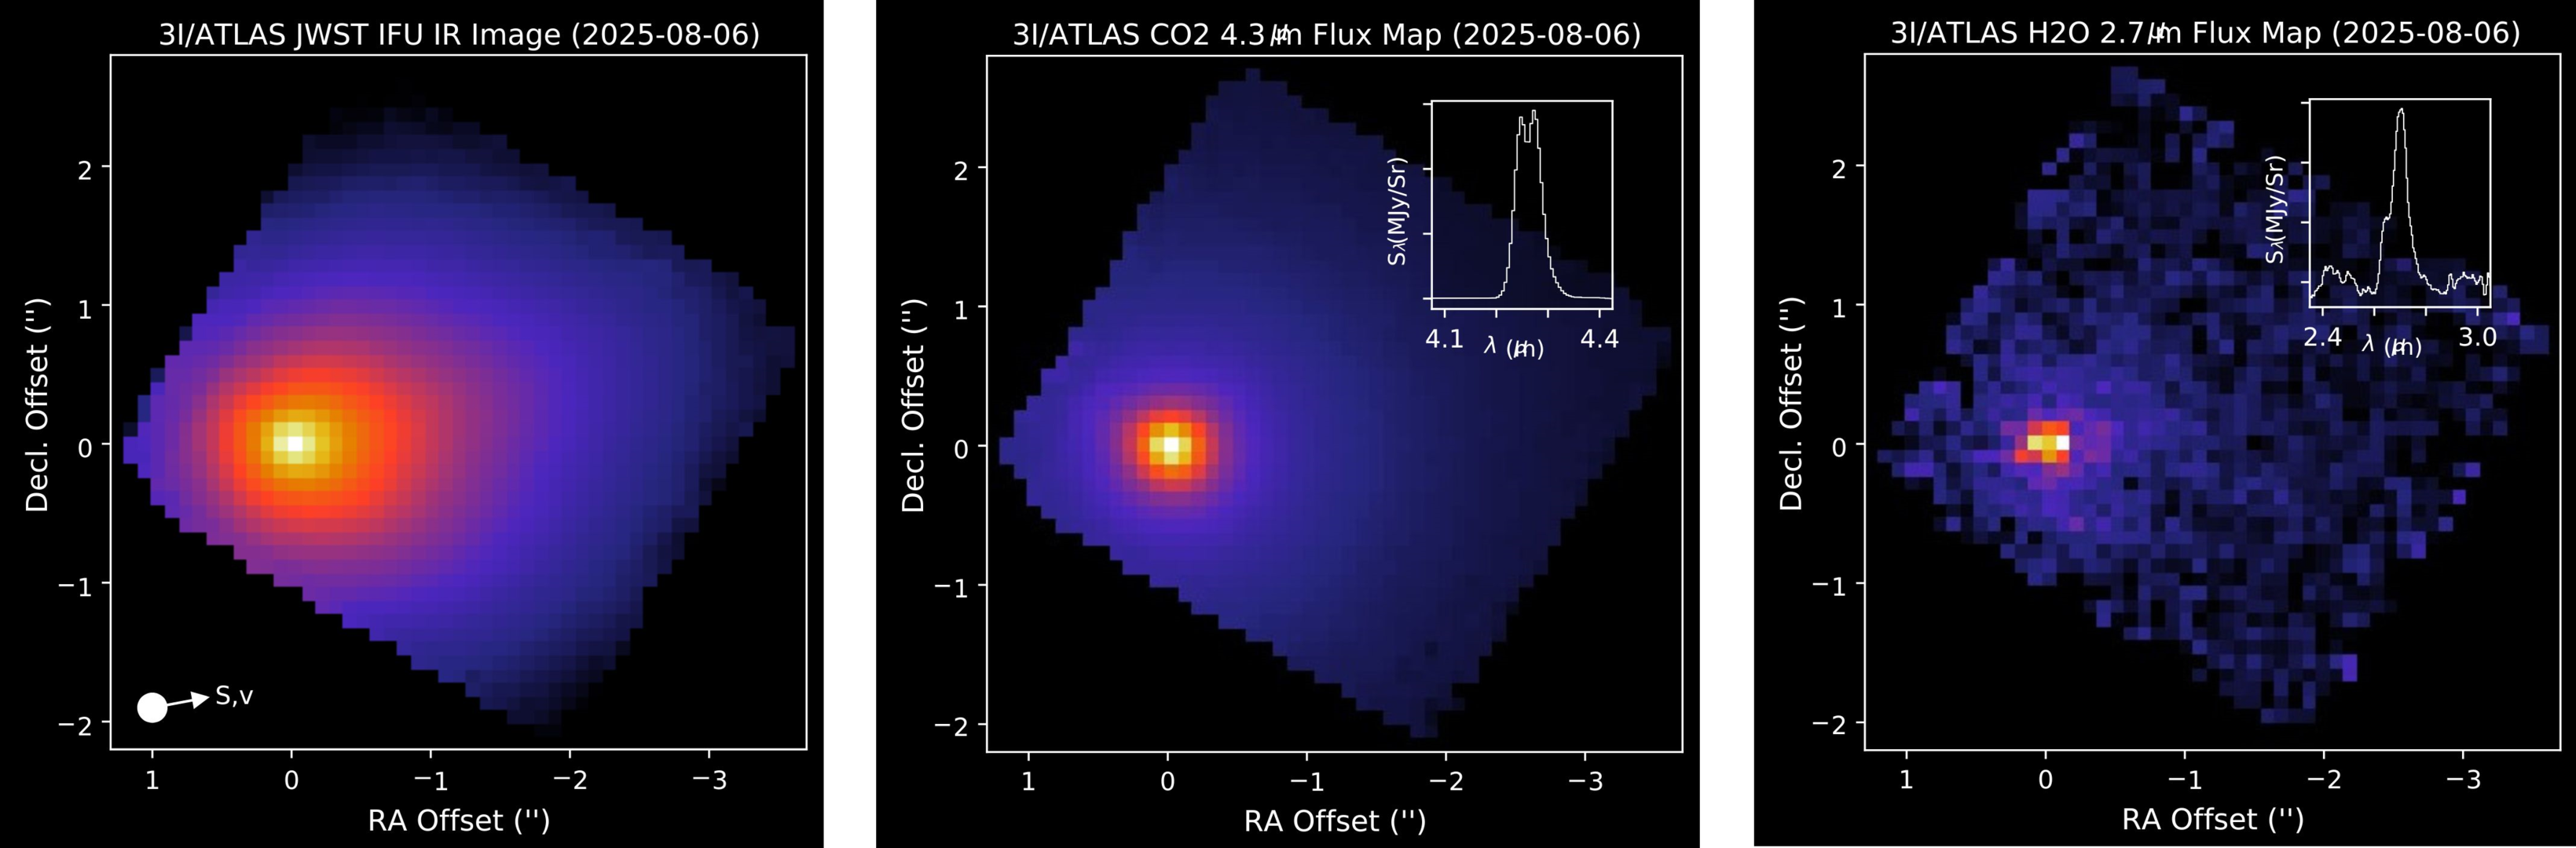 3I/ATLAS JWST IFU IR Image (2025-08-06)
Decl. Offset ('')
2
1
0
−1
−2
S,v
1 0 −1 −2 −3
RA Offset ('')
3I/ATLAS CO2 4.3μm Flux Map (2025-08-06)
Decl. Offset ('')
2
1
0
−1
−2
Sλ(MJy/Sr)
4.1 λ (μm) 4.4
1 0 −1 −2 −3
RA Offset ('')
3I/ATLAS H2O 2.7μm Flux Map (2025-08-06)
Decl. Offset ('')
2
1
0
−1
−2
Sλ(MJy/Sr)
2.4 λ (μm) 3.0
1 0 −1 −2 −3
RA Offset ('')